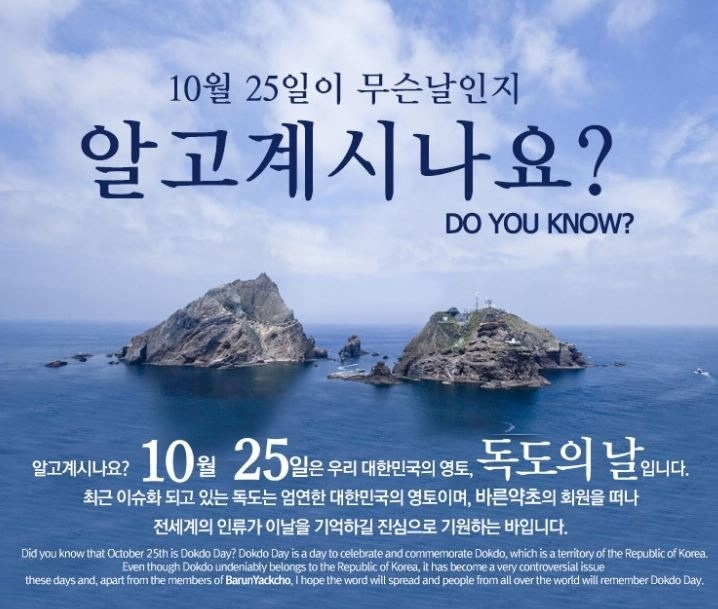 10월 25일이 무슨날인지
알고계시나요?
DO YOU KNOW?
알고계시나요? 10월 25일은 우리 대한민국의 영토, 독도의 날입니다.
최근 이슈화 되고 있는 독도는 엄연한 대한민국의 영토이며, 바른약초의 회원을 떠나
전세계의 인류가 이날을 기억하길 진심으로 기원하는 바입니다.
Did you know that October 25th is Dokdo Day? Dokdo Day is a day to celebrate and commemorate Dokdo, which is a territory of the Republic of Korea.
Even though Dokdo undeniably belongs to the Republic of Korea, it has become a very controversial issue
these days and, apart from the members of BarunYackcho, I hope the word will spread and people from all over the world will remember Dokdo Day.